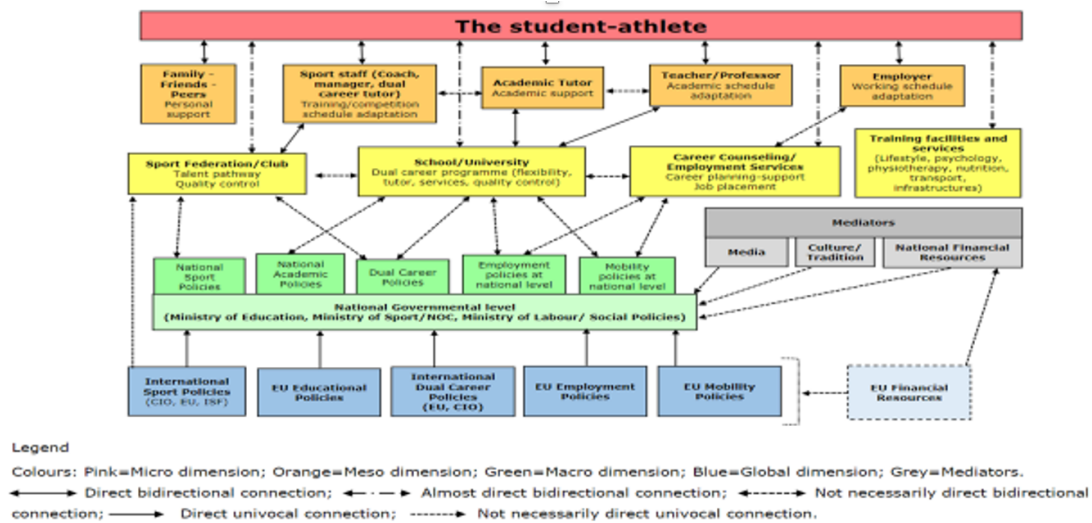 The student-athlete
Family -
Friends -
Peers
Personal
support
Sport staff (Coach,
manager, dual
career tutor)
Training/competition
schedule adaptation
Academic Tutor
Academic support
Teacher/Professor
Academic schedule
adaptation
Employer
Working schedule
adaptation
Sport Federation/Club
Talent pathway
Quality control
School/University
Dual career programme (flexibility,
tutor, services, quality control)
Career Counseling/
Employment Services
Career planning-support
Job placement
Training facilities and
services
(Lifestyle, psychology,
physiotherapy, nutrition,
transport,
infrastructures)
Mediators
Media
Culture/
Tradition
National Financial
Resources
National
Sport
Policies
National
Academic
Policies
Dual Career
Policies
Employment
policies at
national level
Mobility
policies at
national level
National Governmental level
(Ministry of Education, Ministry of Sport/NOC, Ministry of Labour/ Social Policies)
International
Sport Policies
(CIO, EU, ISF)
EU Educational
Policies
International
Dual Career
Policies
(EU, CIO)
EU Employment
Policies
EU Mobility
Policies
EU Financial
Resources
Legend
Colours: Pink=Micro dimension; Orange=Meso dimension; Green=Macro dimension; Blue=Global dimension; Grey=Mediators.
Direct bidirectional connection; Almost direct bidirectional connection; Not necessarily direct bidirectional
connection; Direct univocal connection; Not necessarily direct univocal connection.